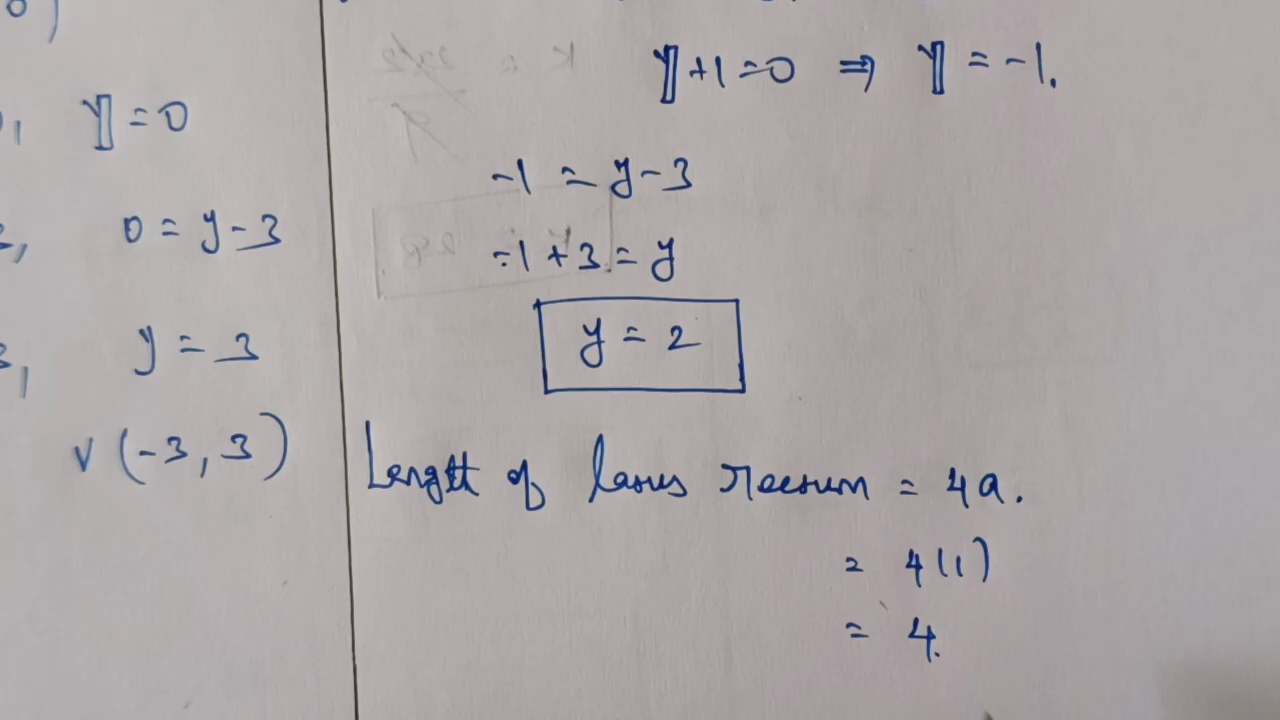 0)
, Y = 0
, 0 = y - 3
, y = 3
V (-3, 3)
Y + 1 = 0 ⇒ Y = -1.
-1 = y - 3
-1 + 3 = y
y = 2
Length of latus rectum = 4a.
= 4(1)
= 4.